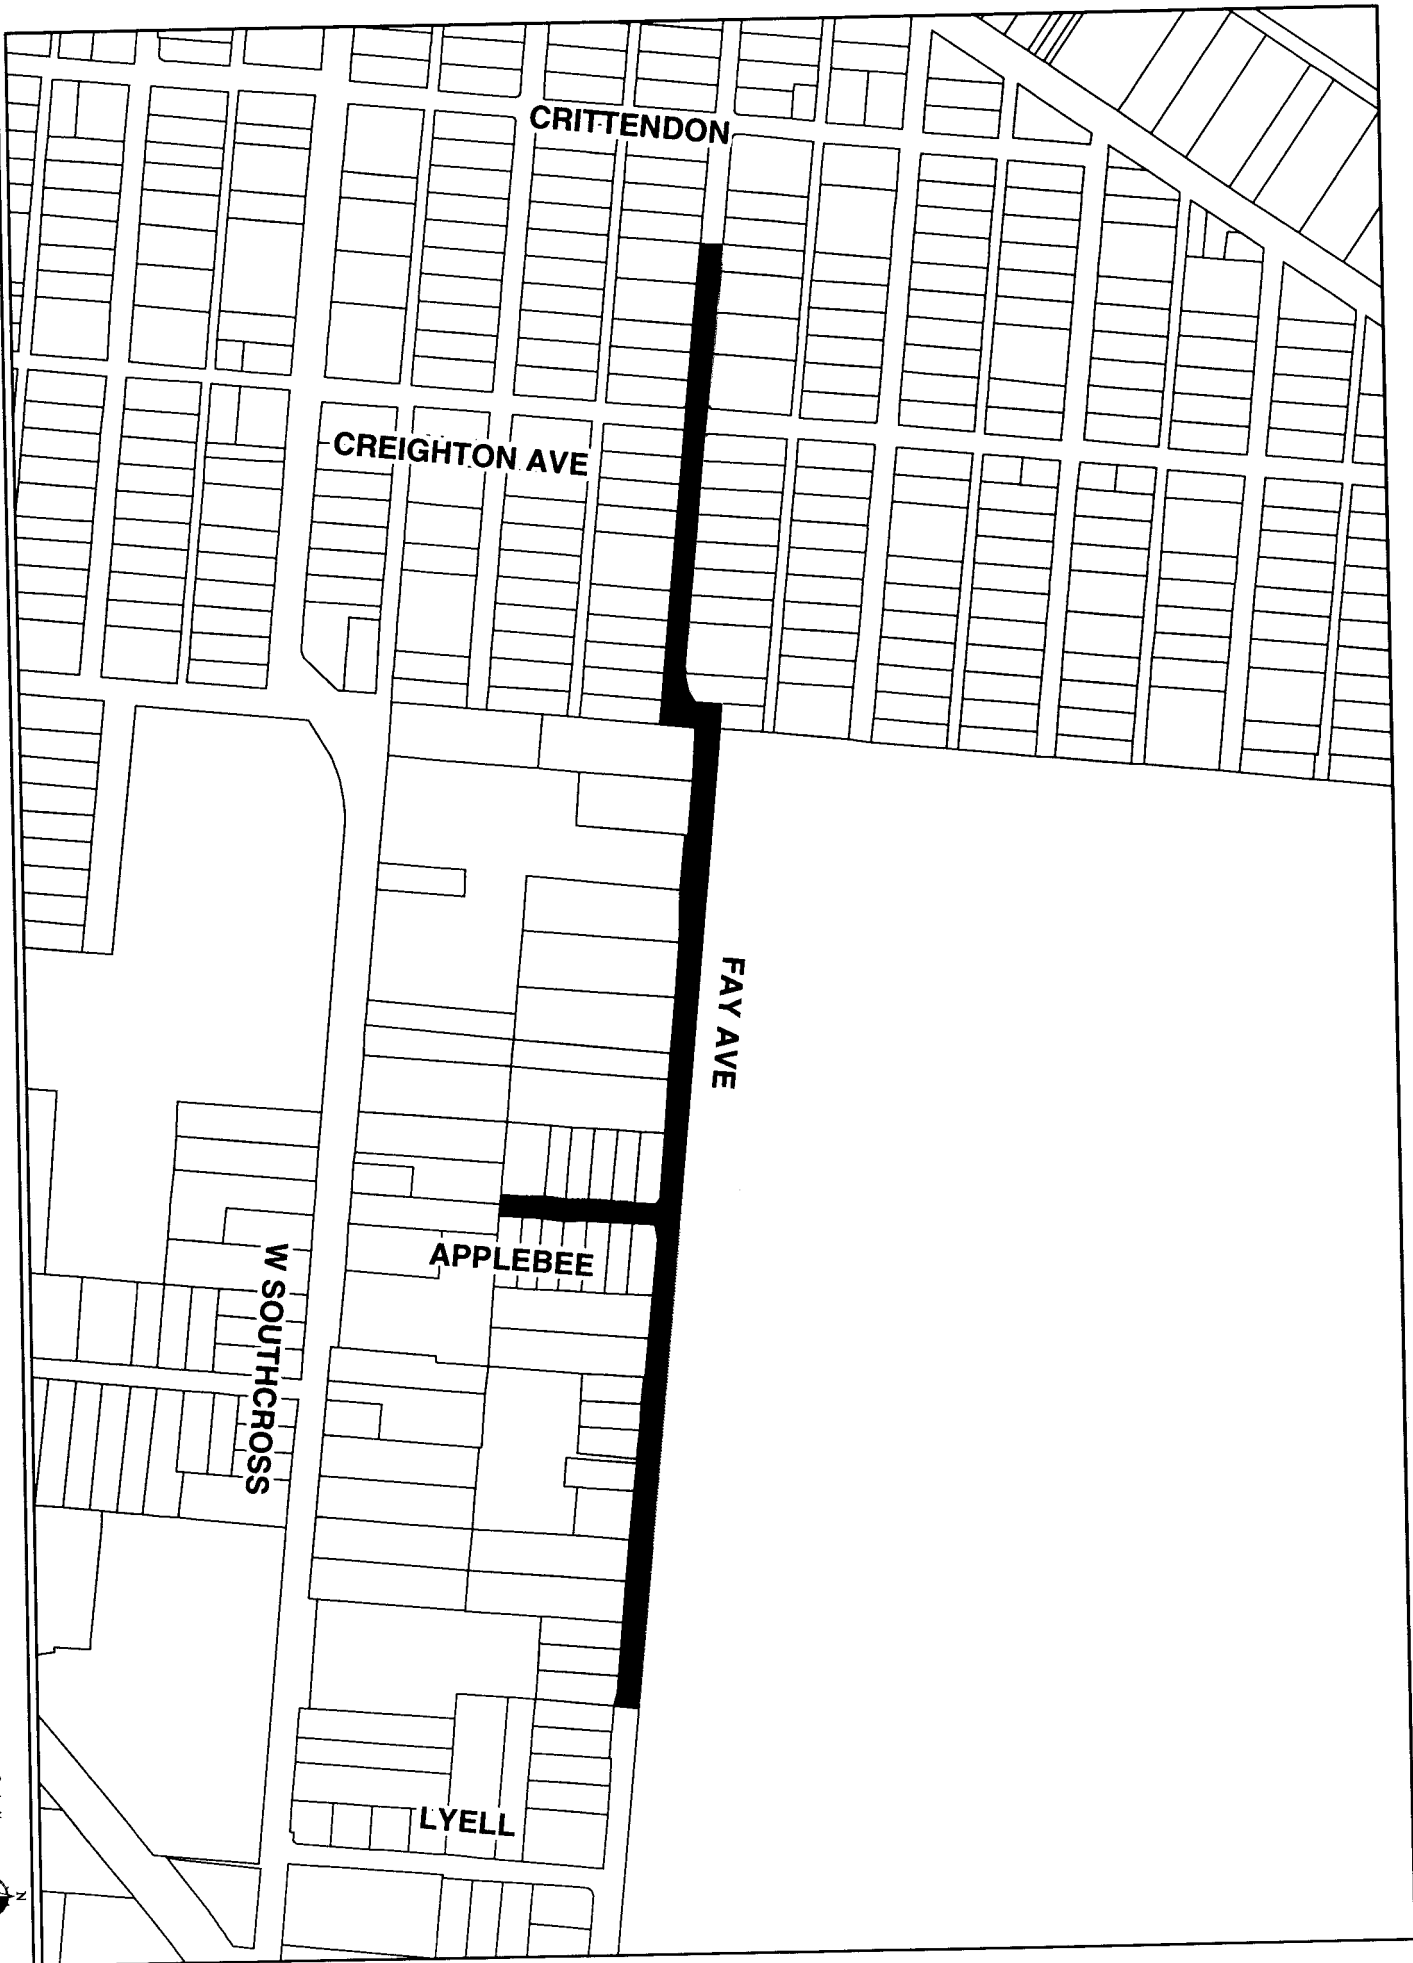 CRITTENDON
CREIGHTON AVE
FAY AVE
APPLEBEE
W SOUTHCROSS
LYELL
N